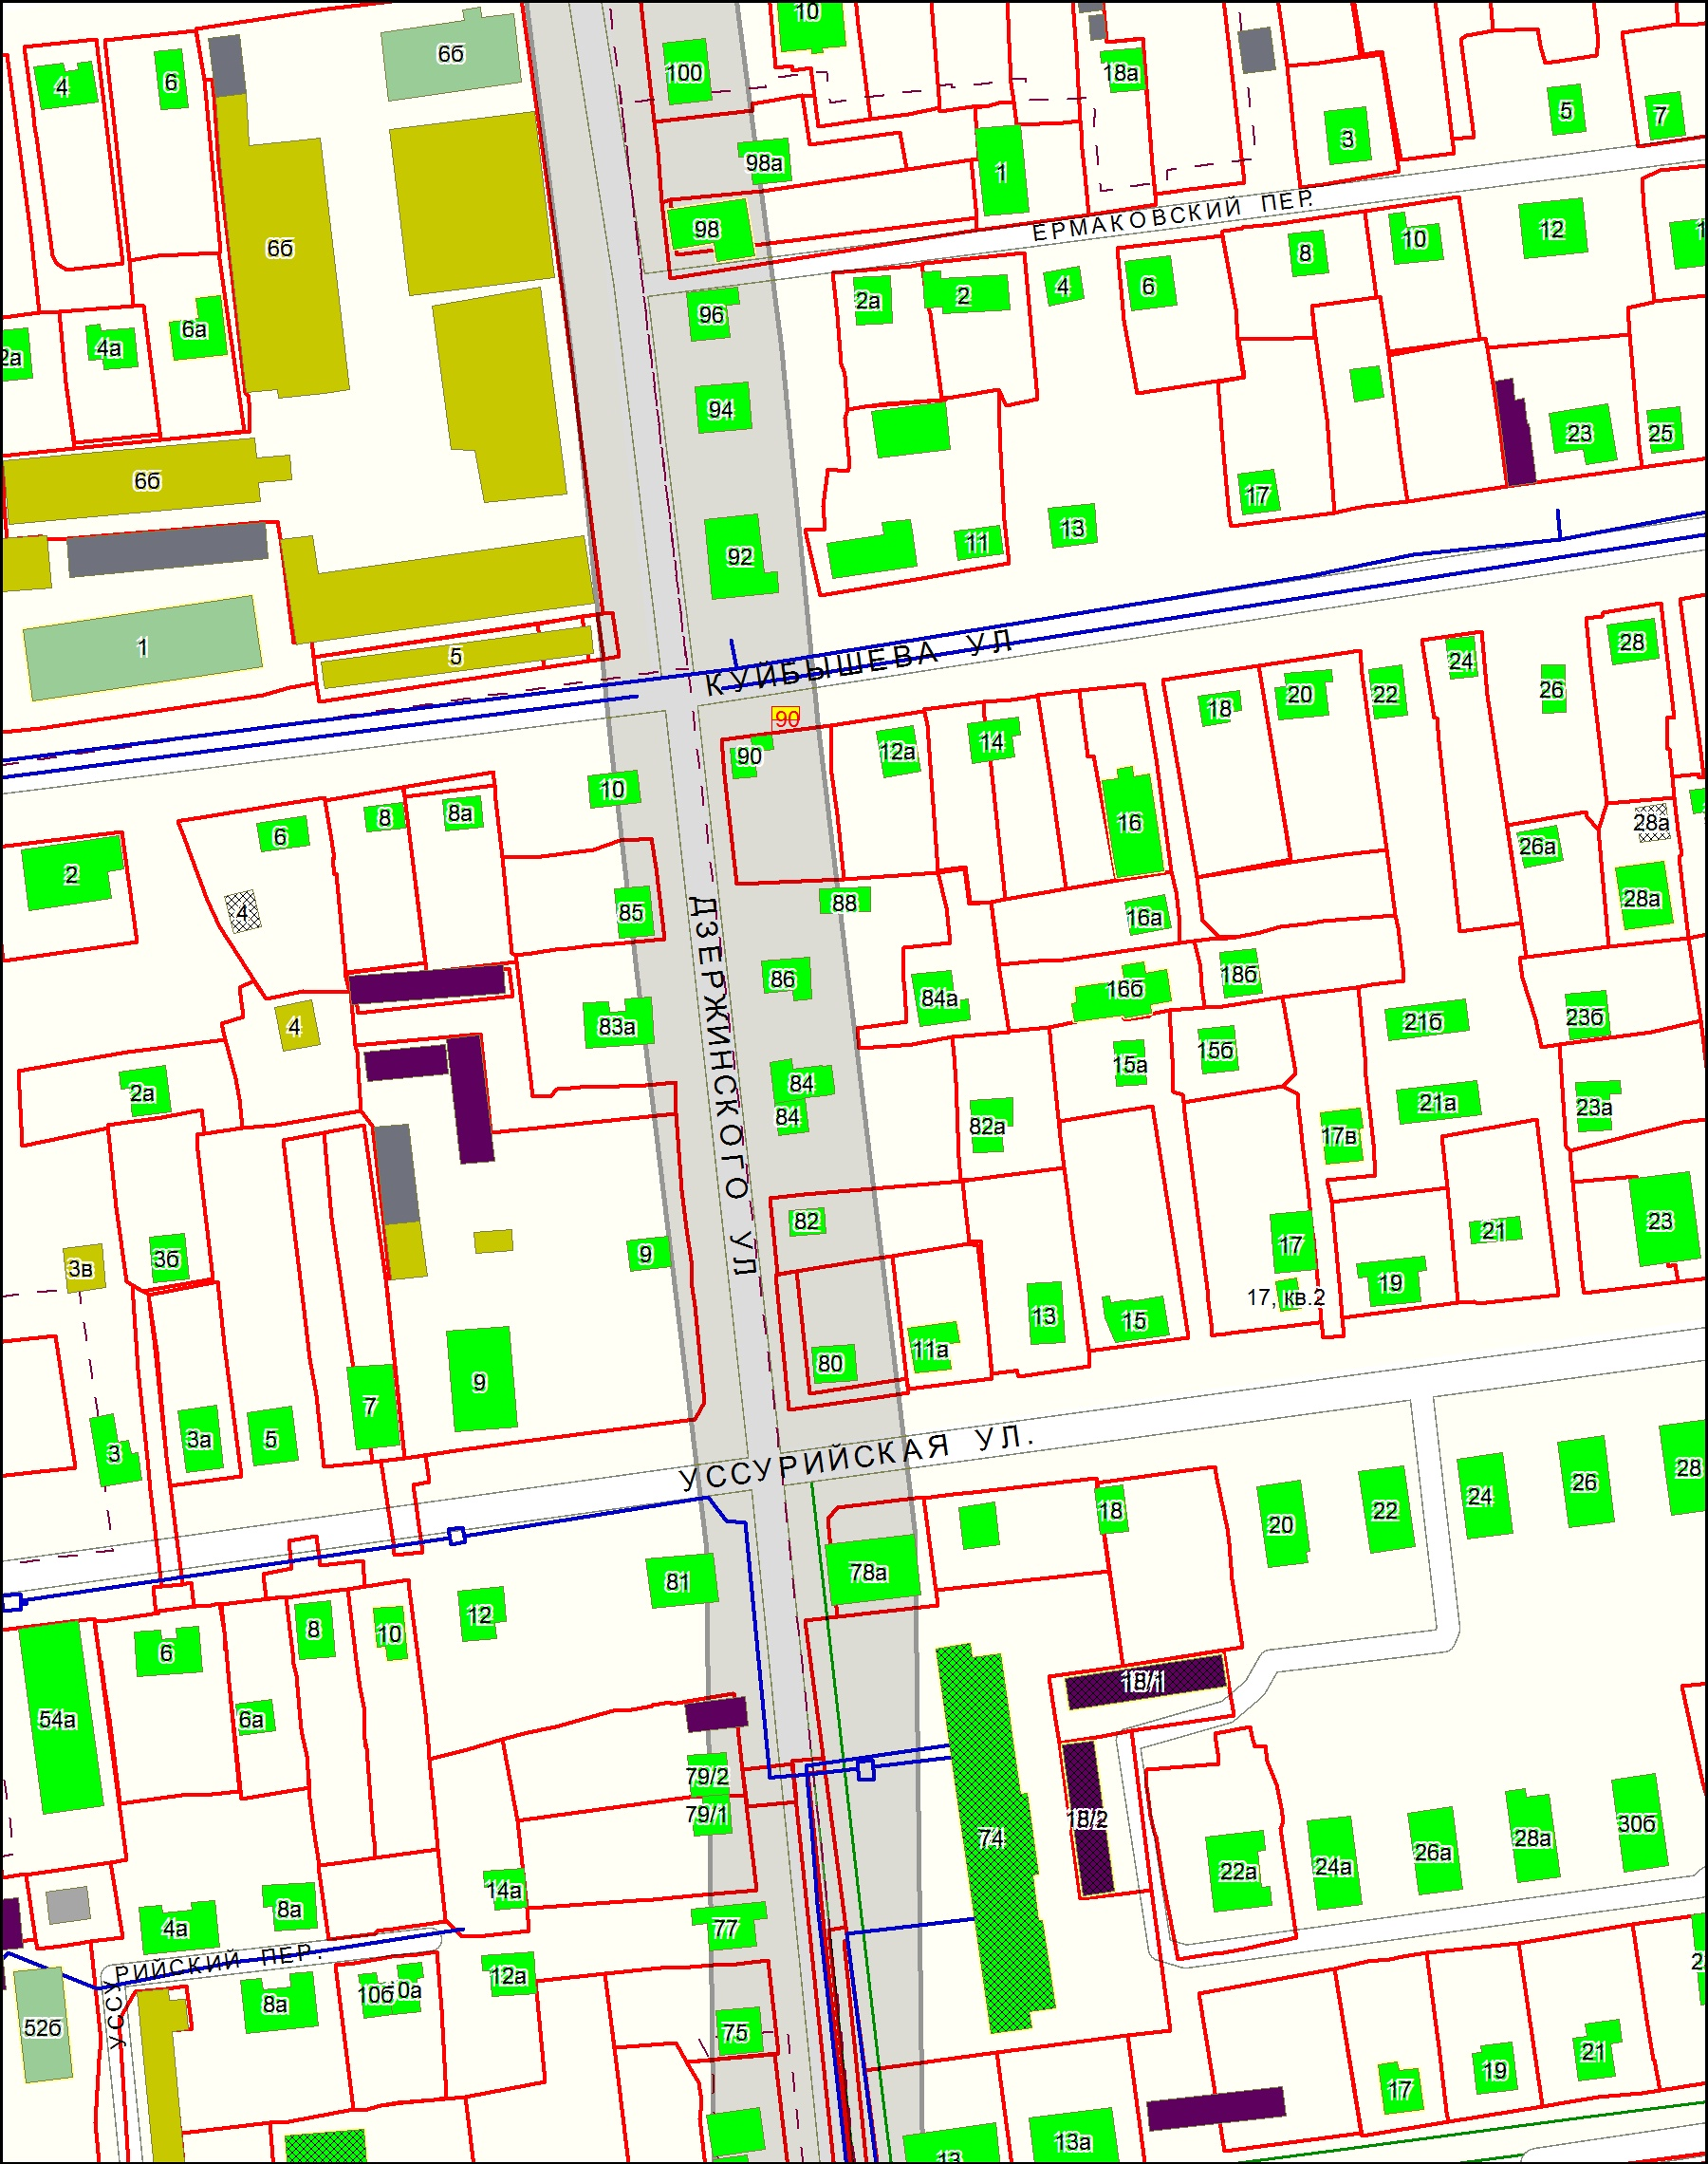 10
6б
4
6
100
18а
5
7
3
98а
1
98
ЕРМАКОВСКИЙ ПЕР.
12
10
8
6б
6
4
2
2а
96
6а
4а
2а
94
23
25
6б
17
13
11
92
1
5
КУЙБЫШЕВА УЛ
28
24
26
22
20
18
90
14
12а
90
10
8а
8
6
16
28а
26а
2
28а
4
85
88
16а
86
84а
16б
18б
21б
23б
4
83а
15б
15а
ДЗЕРЖИНСКОГО УЛ
84
84
2а
21а
23а
82а
17в
82
23
21
17
9
3б
3в
19
17, кв.2
13
15
11а
80
9
7
3а
5
3
УССУРИЙСКАЯ УЛ.
28
26
24
22
20
18
78а
81
12
10
8
6
6а
54а
18/1
79/2
79/1
74
18/2
30б
28а
26а
24а
22а
14а
8а
4а
77
УССУРИЙСКИЙ ПЕР.
12а
10б
0а
8а
52б
75
21
19
17
13а
13